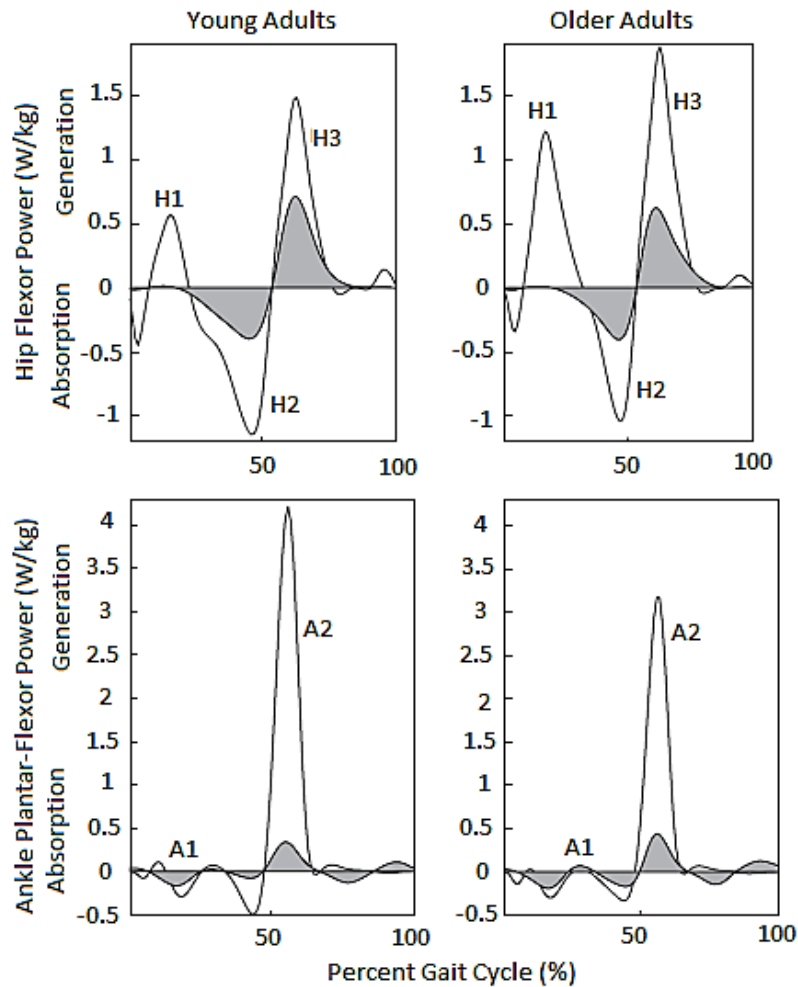 Young Adults
Older Adults
Hip Flexor Power (W/kg)
Absorption Generation
1.5
1
0.5
0
-0.5
-1
H1
H3
H2
50
100
1.5
1
0.5
0
-0.5
-1
H1
H3
H2
50
100
Ankle Plantar-Flexor Power (W/kg)
Absorption Generation
4
3.5
3
2.5
2
1.5
1
0.5
0
-0.5
A2
A1
50
100
4
3.5
3
2.5
2
1.5
1
0.5
0
-0.5
A2
A1
50
100
Percent Gait Cycle (%)